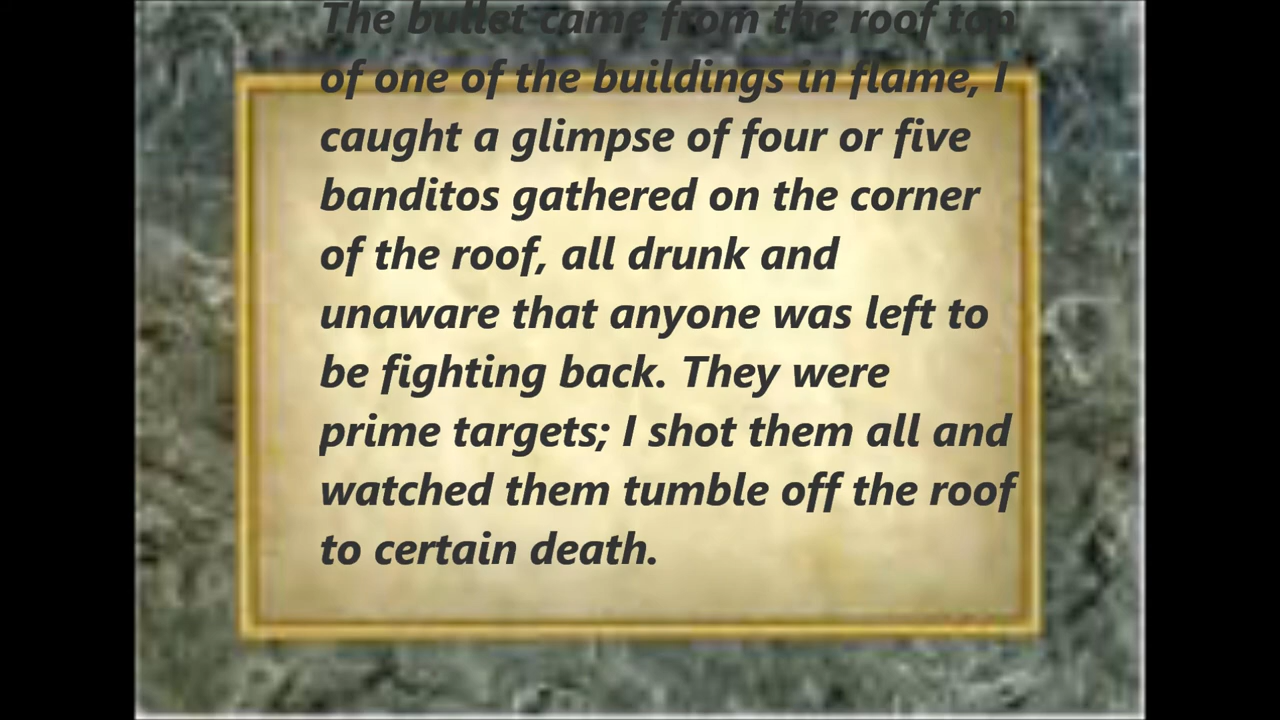 The bullet came from the roof top
of one of the buildings in flame, I
caught a glimpse of four or five
banditos gathered on the corner
of the roof, all drunk and
unaware that anyone was left to
be fighting back. They were
prime targets; I shot them all and
watched them tumble off the roof
to certain death.